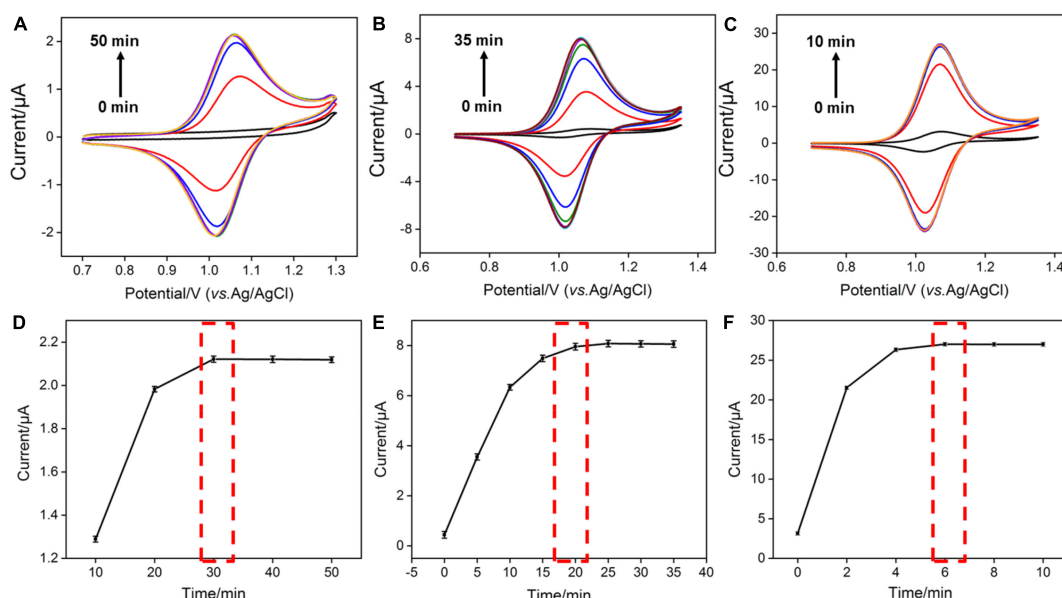 A
50 min
0 min
2
1
0
-1
-2
Current/μA
0.7 0.8 0.9 1.0 1.1 1.2 1.3
Potential/V (vs.Ag/AgCl)
B
35 min
0 min
8
4
0
-4
-8
Current/μA
0.6 0.8 1.0 1.2 1.4
Potential/V (vs.Ag/AgCl)
C
10 min
0 min
30
20
10
0
-10
-20
-30
Current/μA
0.6 0.8 1.0 1.2 1.4
Potential/V (vs.Ag/AgCl)
D
2.2
2.0
1.8
1.6
1.4
1.2
Current/μA
10 20 30 40 50
Time/min
E
8
6
4
2
0
Current/μA
-5 0 5 10 15 20 25 30 35 40
Time/min
F
30
25
20
15
10
5
0
Current/μA
0 2 4 6 8 10
Time/min